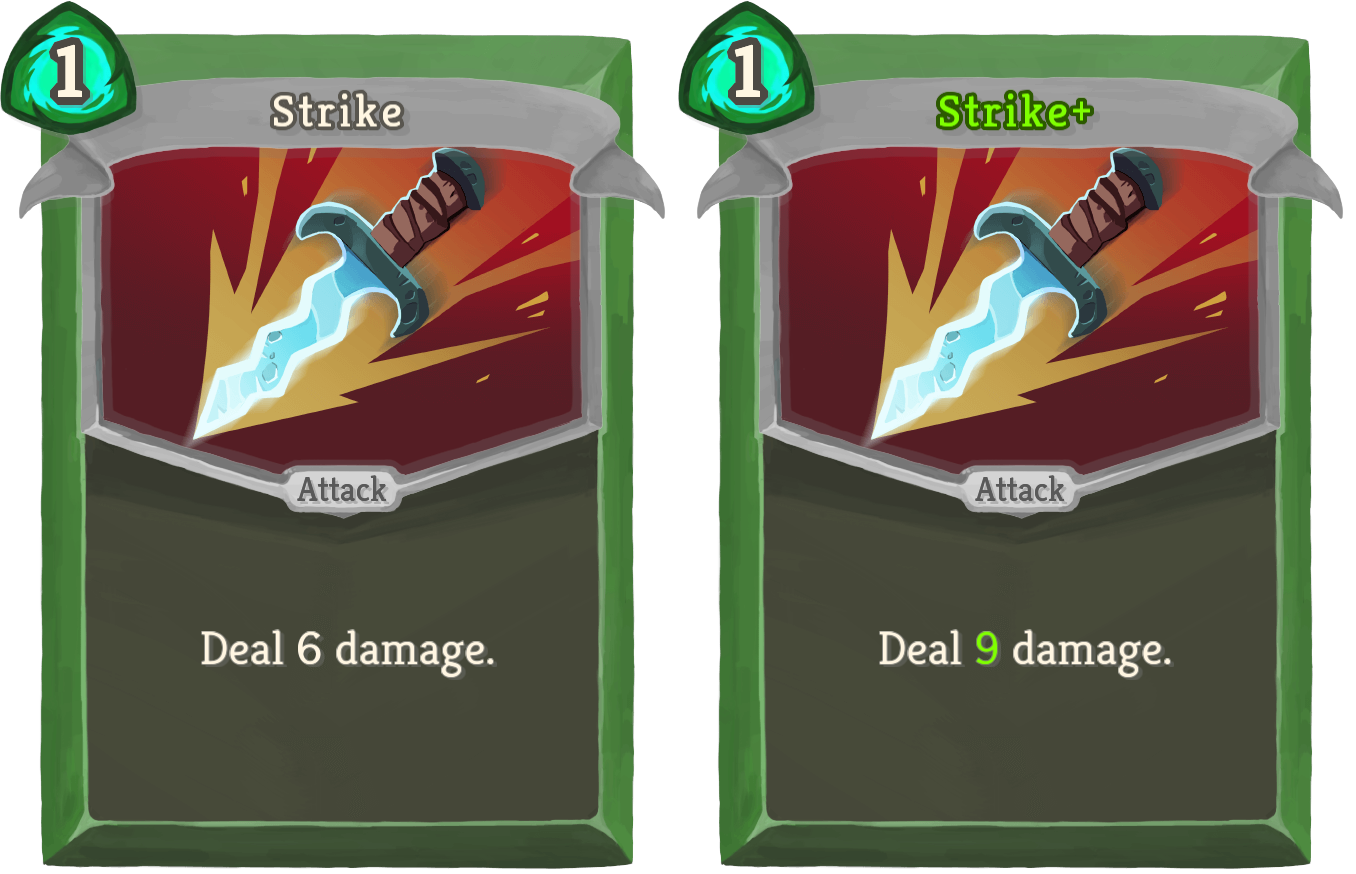 1
Strike
Attack
Deal 6 damage.
1
Strike+
Attack
Deal 9 damage.